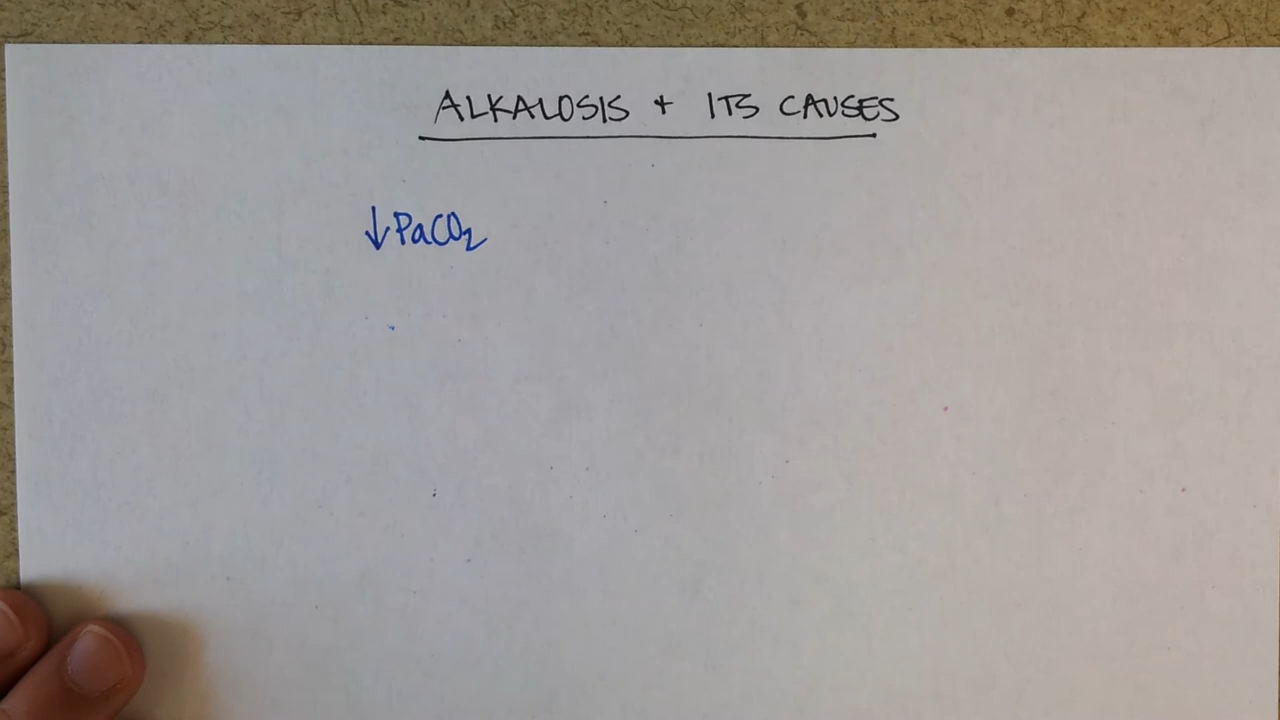 ALKALOSIS + ITS CAUSES
↓PaCO₂